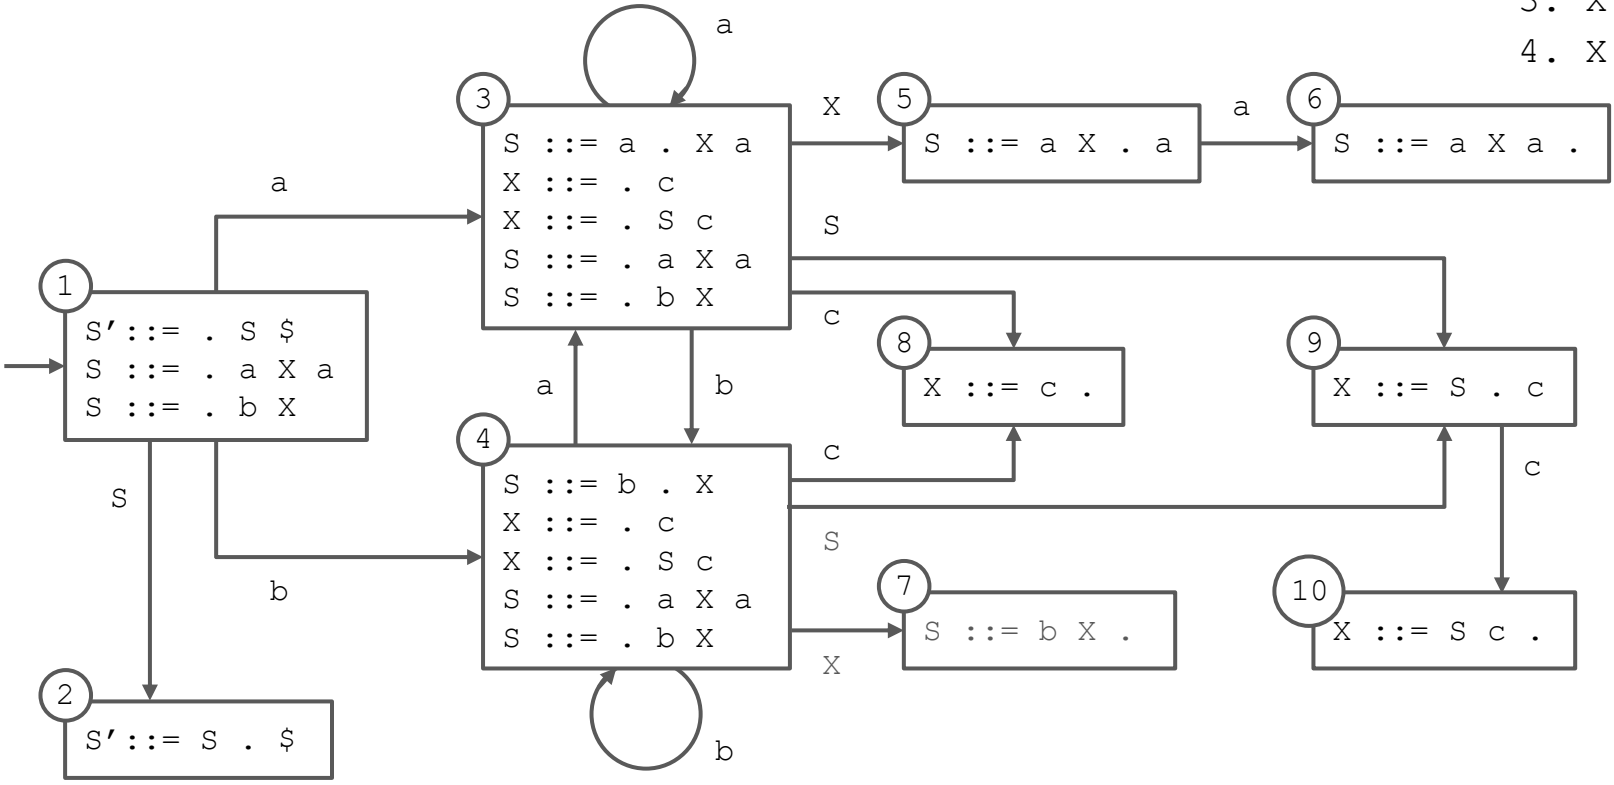 a
3. X
4. X
3
X
5
a
6
S ::= a . X a
X ::= . c
X ::= . S c
S ::= . a X a
S ::= . b X
S ::= a X . a
S ::= a X a .
a
S
1
S’::= . S $
S ::= . a X a
S ::= . b X
c
8
X ::= c .
9
X ::= S . c
a
b
4
c
c
S
S ::= b . X
X ::= . c
X ::= . S c
S ::= . a X a
S ::= . b X
S
b
7
S ::= b X .
X
10
X ::= S c .
2
S’::= S . $
b